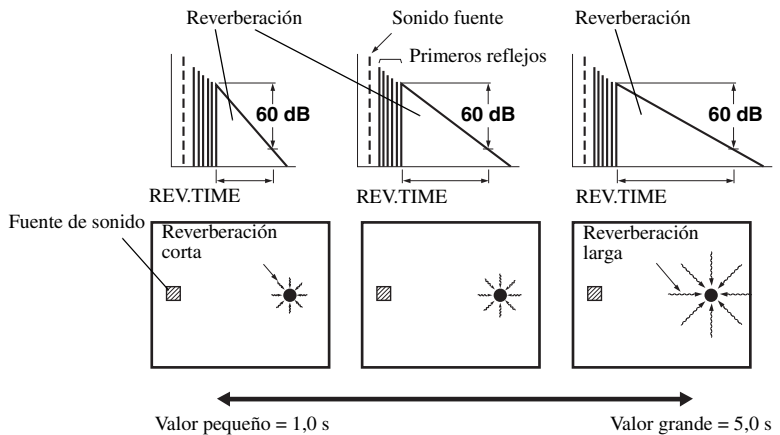 Reverberación
Sonido fuente
Reverberación
Primeros reflejos
60 dB
60 dB
60 dB
REV.TIME
REV.TIME
REV.TIME
Fuente de sonido
Reverberación
corta
Reverberación
larga
Valor pequeño = 1,0 s
Valor grande = 5,0 s